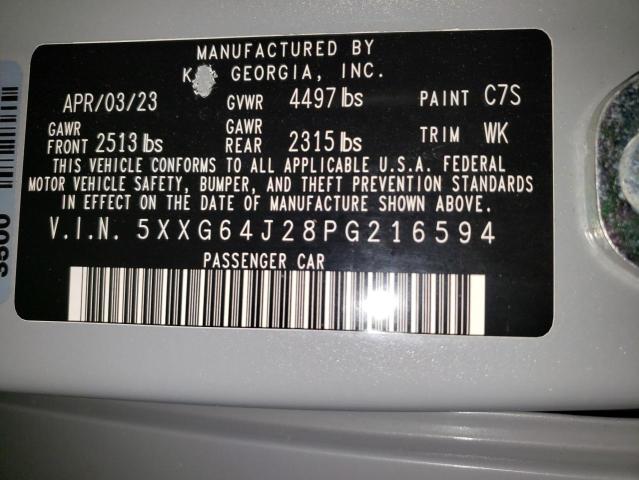 MANUFACTURED BY
K GEORGIA, INC.
APR/03/23 GVWR 4497 lbs PAINT C7S
GAWR FRONT 2513 lbs GAWR REAR 2315 lbs TRIM WK
THIS VEHICLE CONFORMS TO ALL APPLICABLE U.S.A. FEDERAL
MOTOR VEHICLE SAFETY, BUMPER, AND THEFT PREVENTION STANDARDS
IN EFFECT ON THE DATE OF MANUFACTURE SHOWN ABOVE.
V.I.N. 5XXG64J28PG216594
PASSENGER CAR